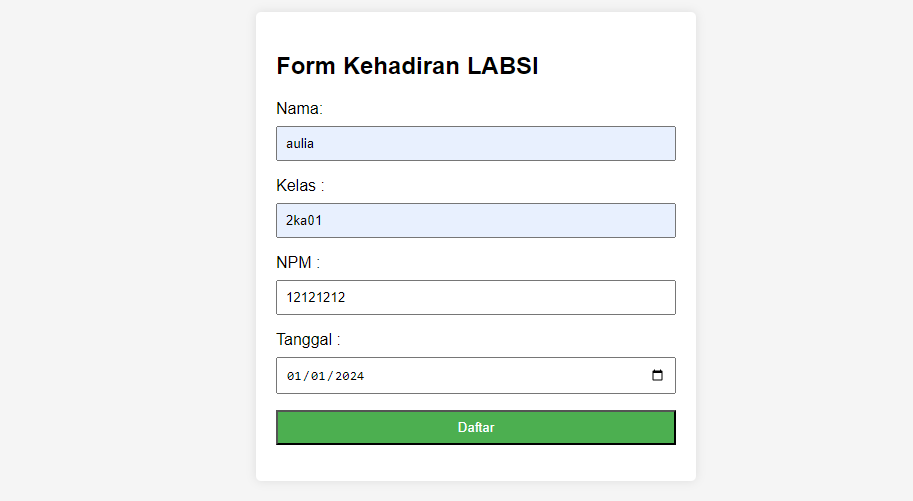 Form Kehadiran LABSI
Nama:
aulia
Kelas :
2ka01
NPM :
12121212
Tanggal :
01/01/2024
Daftar